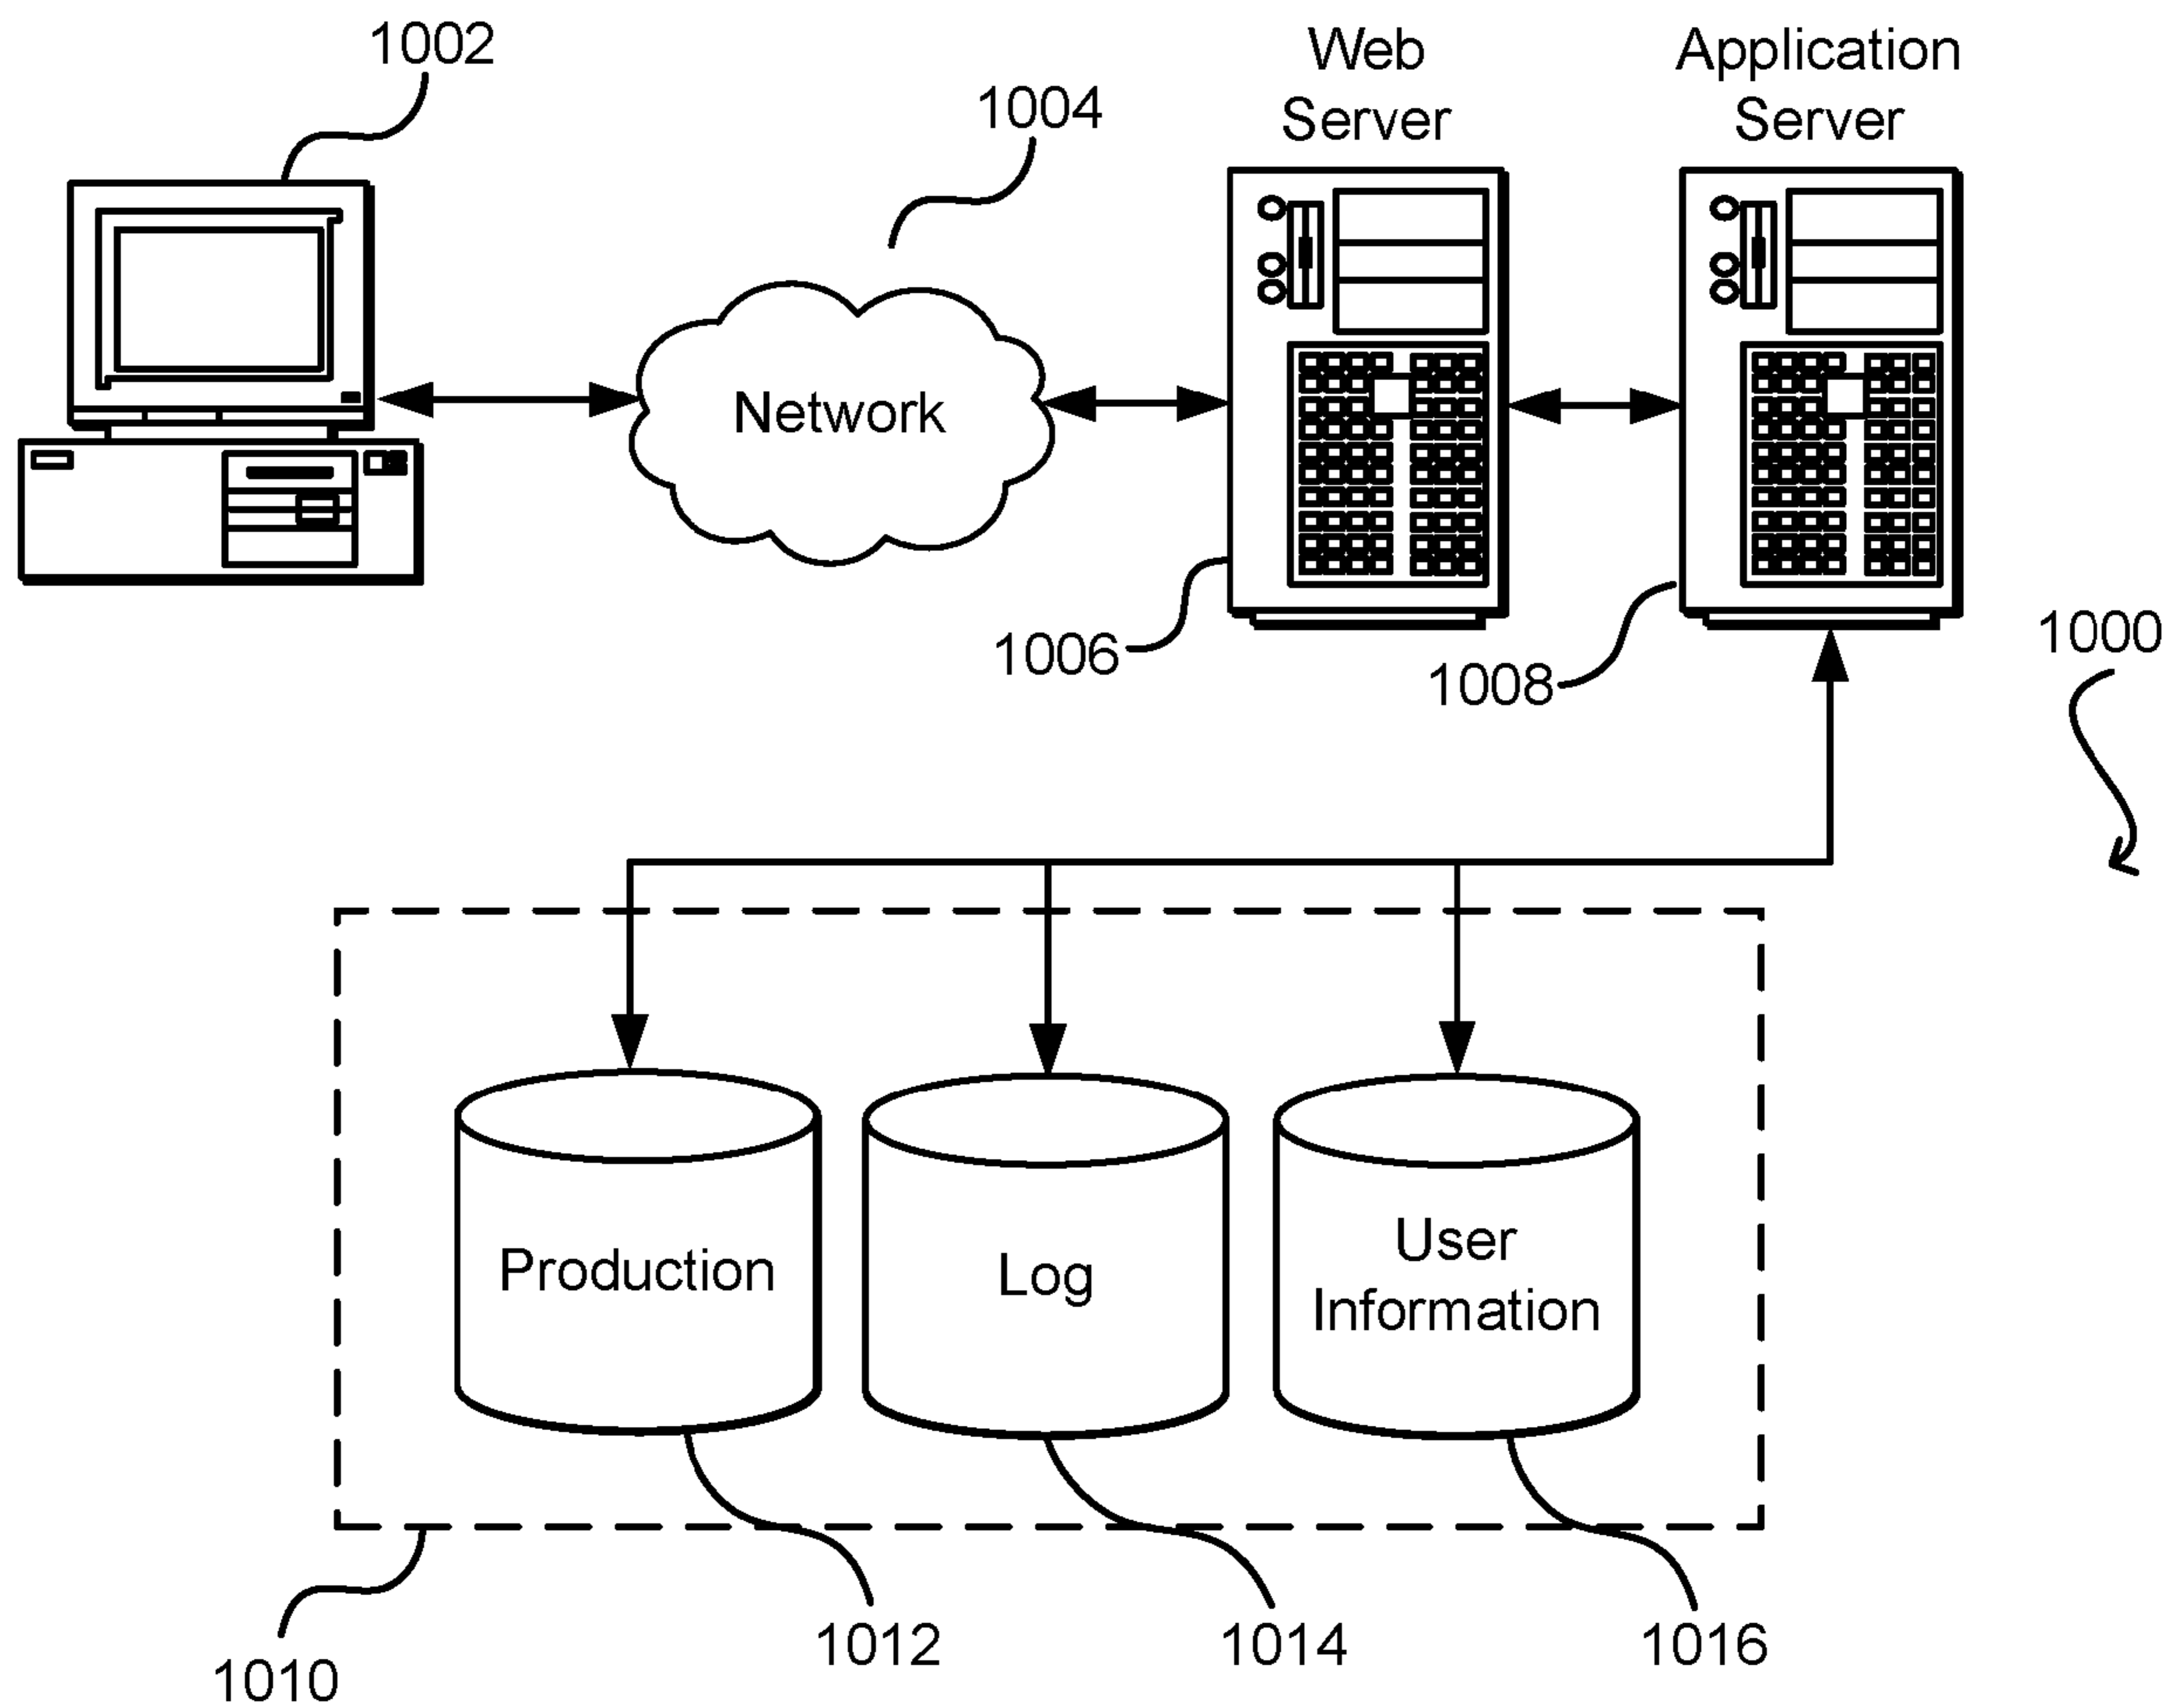 1002
1004
Web
Server
Application
Server
Network
1006
1008
1000
Production
Log
User
Information
1010
1012
1014
1016